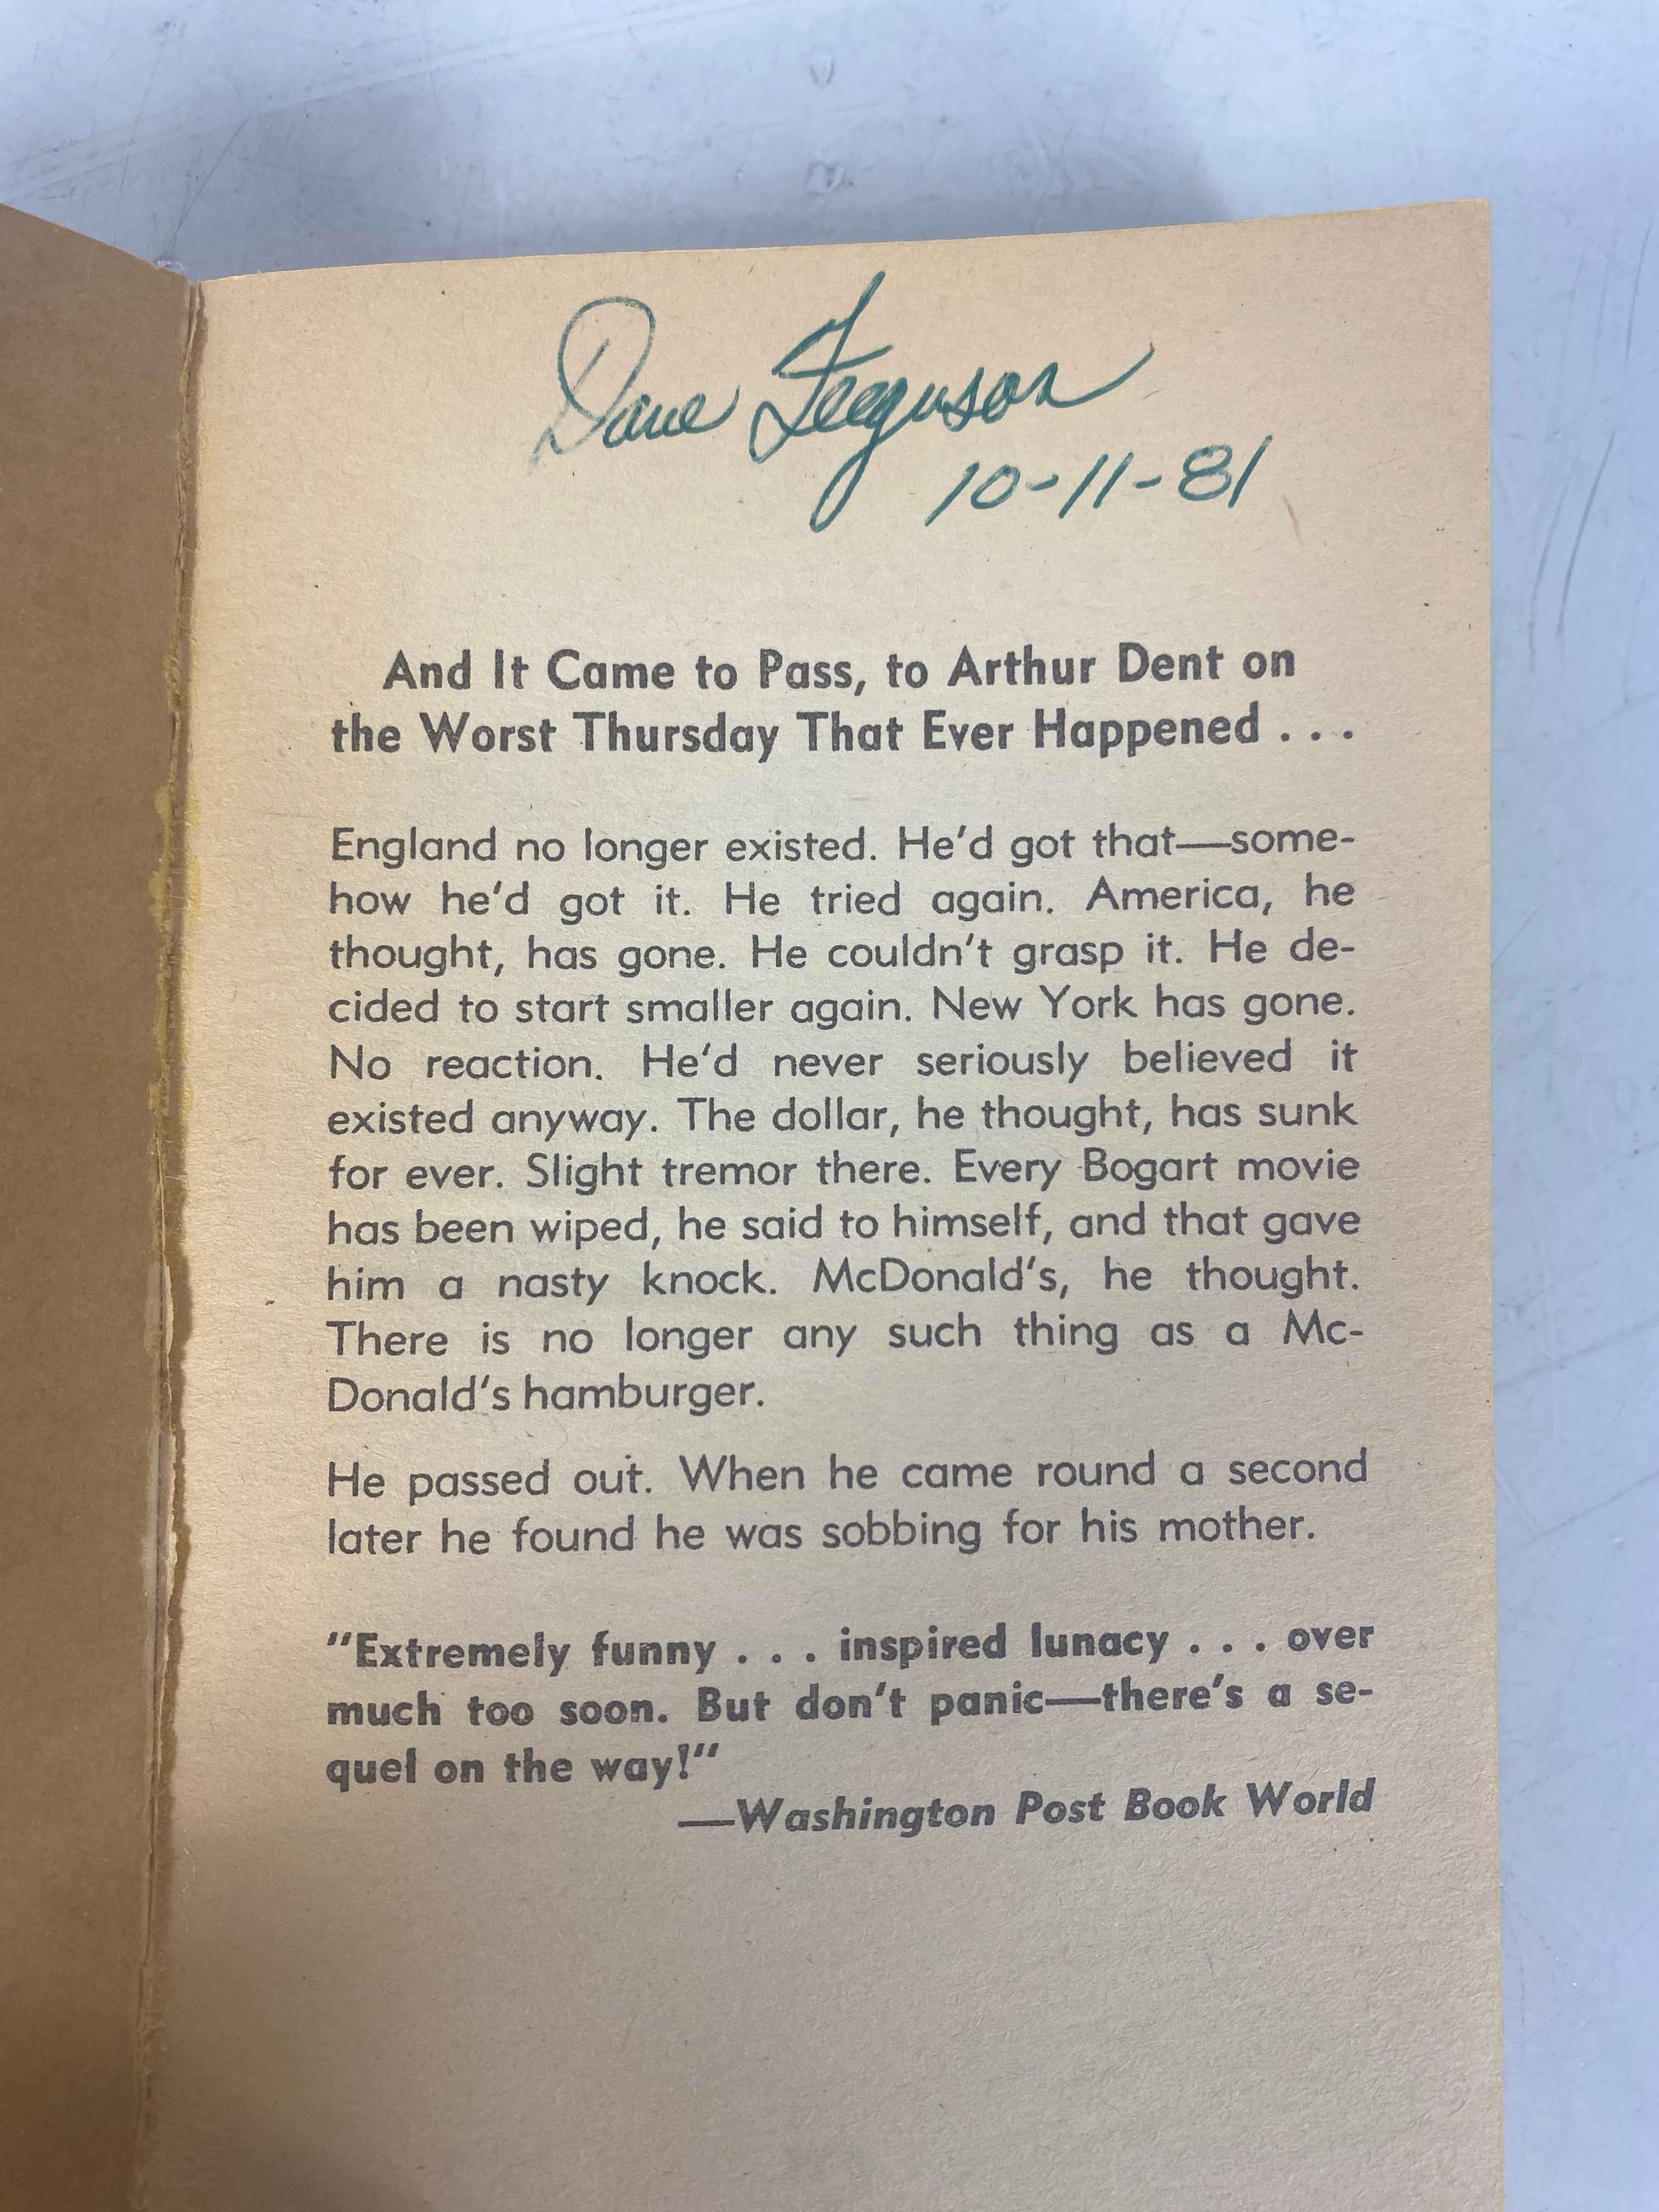 Dave Ferguson
10-11-81
And It Came to Pass, to Arthur Dent on
the Worst Thursday That Ever Happened . . .
England no longer existed. He'd got that—some-
how he'd got it. He tried again. America, he
thought, has gone. He couldn't grasp it. He de-
cided to start smaller again. New York has gone.
No reaction. He'd never seriously believed it
existed anyway. The dollar, he thought, has sunk
for ever. Slight tremor there. Every Bogart movie
has been wiped, he said to himself, and that gave
him a nasty knock. McDonald's, he thought.
There is no longer any such thing as a Mc-
Donald's hamburger.
He passed out. When he came round a second
later he found he was sobbing for his mother.
"Extremely funny . . . inspired lunacy . . . over
much too soon. But don't panic—there's a se-
quel on the way!"
—Washington Post Book World